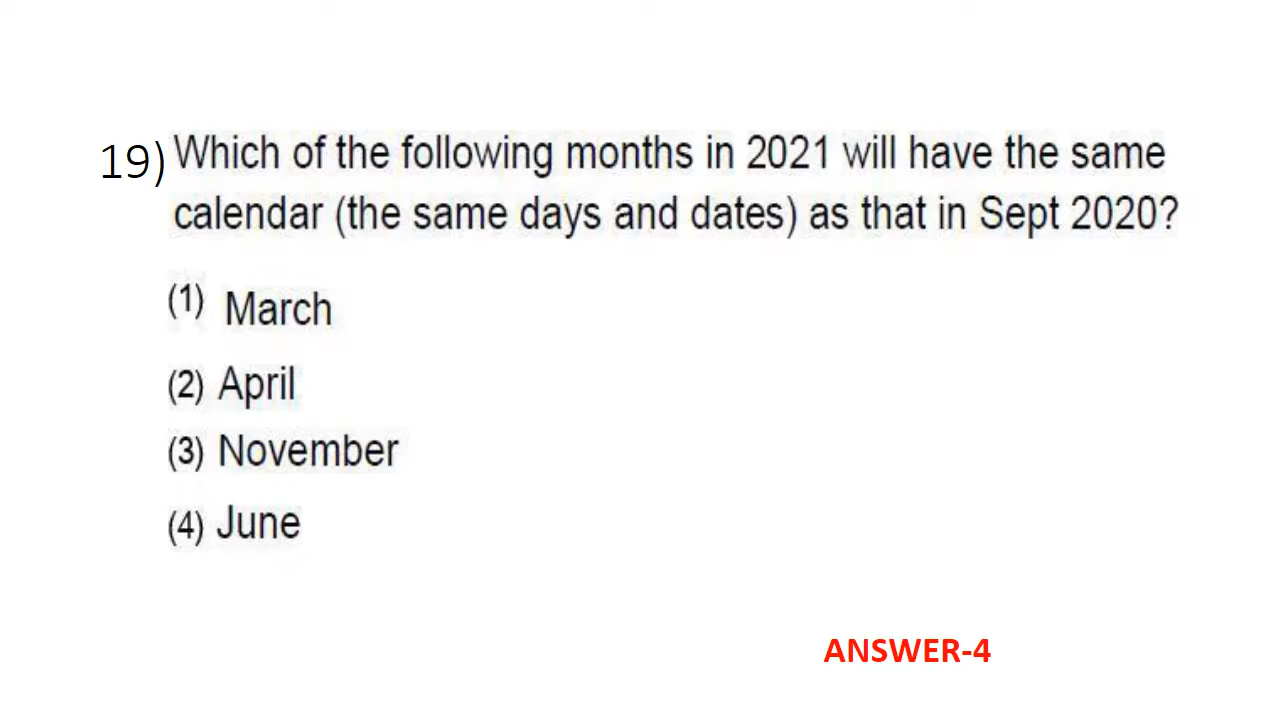 19) Which of the following months in 2021 will have the same
calendar (the same days and dates) as that in Sept 2020?
(1) March
(2) April
(3) November
(4) June
ANSWER-4